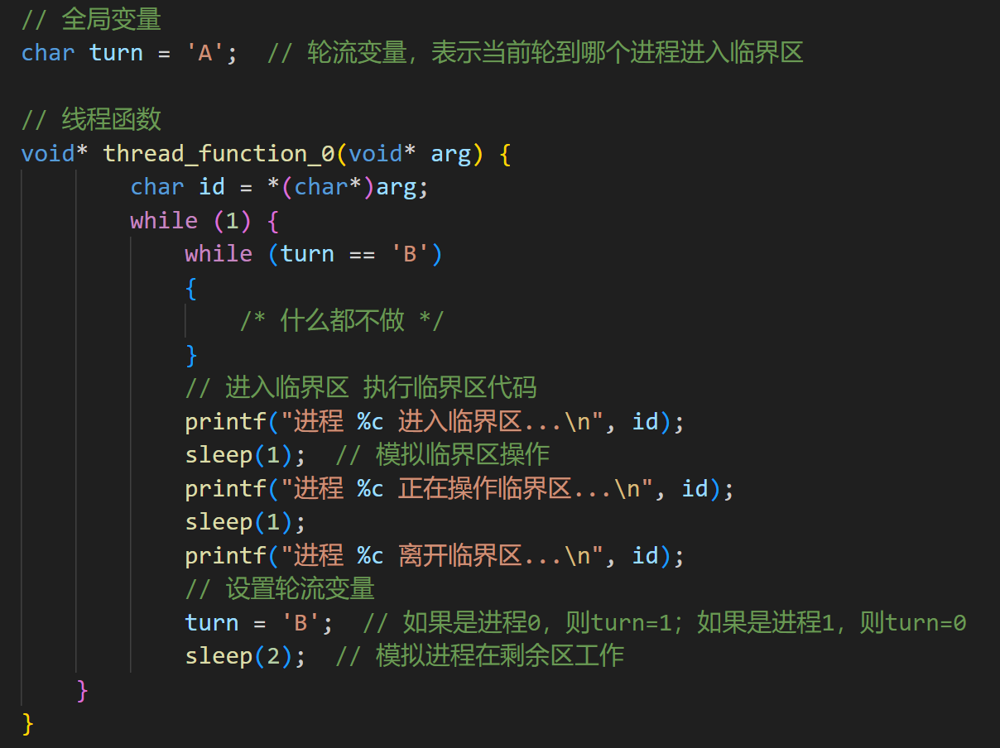 // 全局变量
char turn = 'A';  // 轮流变量，表示当前轮到哪个进程进入临界区
// 线程函数
void* thread_function_0(void* arg) {
char id = *(char*)arg;
while (1) {
while (turn == 'B')
{
/* 什么都不做 */
}
// 进入临界区 执行临界区代码
printf("进程 %c 进入临界区...\n", id);
sleep(1);  // 模拟临界区操作
printf("进程 %c 正在操作临界区...\n", id);
sleep(1);
printf("进程 %c 离开临界区...\n", id);
// 设置轮流变量
turn = 'B';  // 如果是进程0，则turn=1；如果是进程1，则turn=0
sleep(2);  // 模拟进程在剩余区工作
}
}